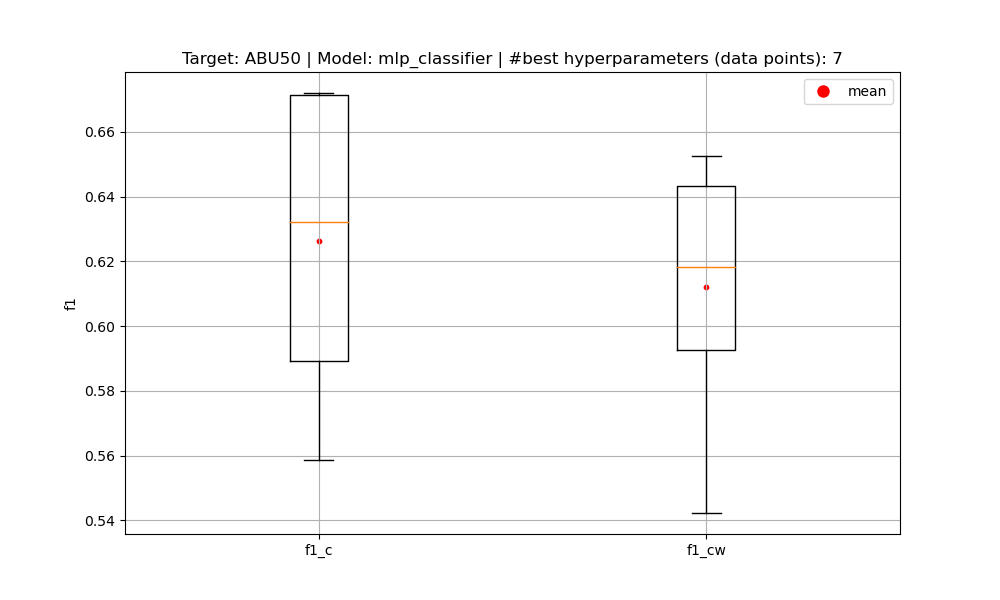 Target: ABU50 | Model: mlp_classifier | #best hyperparameters (data points): 7
mean
0.66
0.64
0.62
0.60
0.58
0.56
0.54
f1
f1_c
f1_cw